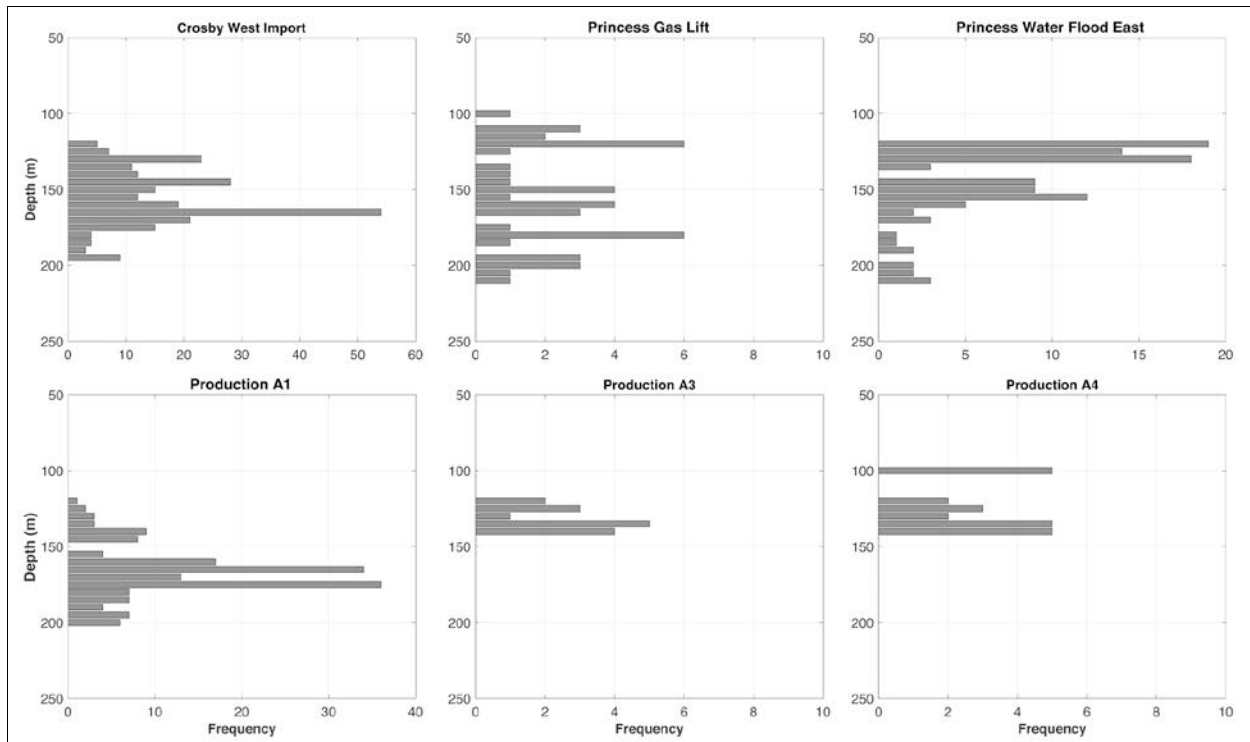 Crosby West Import
50
100
150
200
250
Depth (m)
0 10 20 30 40 50 60
Princess Gas Lift
50
100
150
200
250
0 2 4 6 8 10
Princess Water Flood East
50
100
150
200
250
0 5 10 15 20
Production A1
50
100
150
200
250
Depth (m)
0 10 20 30 40
Frequency
Production A3
50
100
150
200
250
0 2 4 6 8 10
Frequency
Production A4
50
100
150
200
250
0 2 4 6 8 10
Frequency